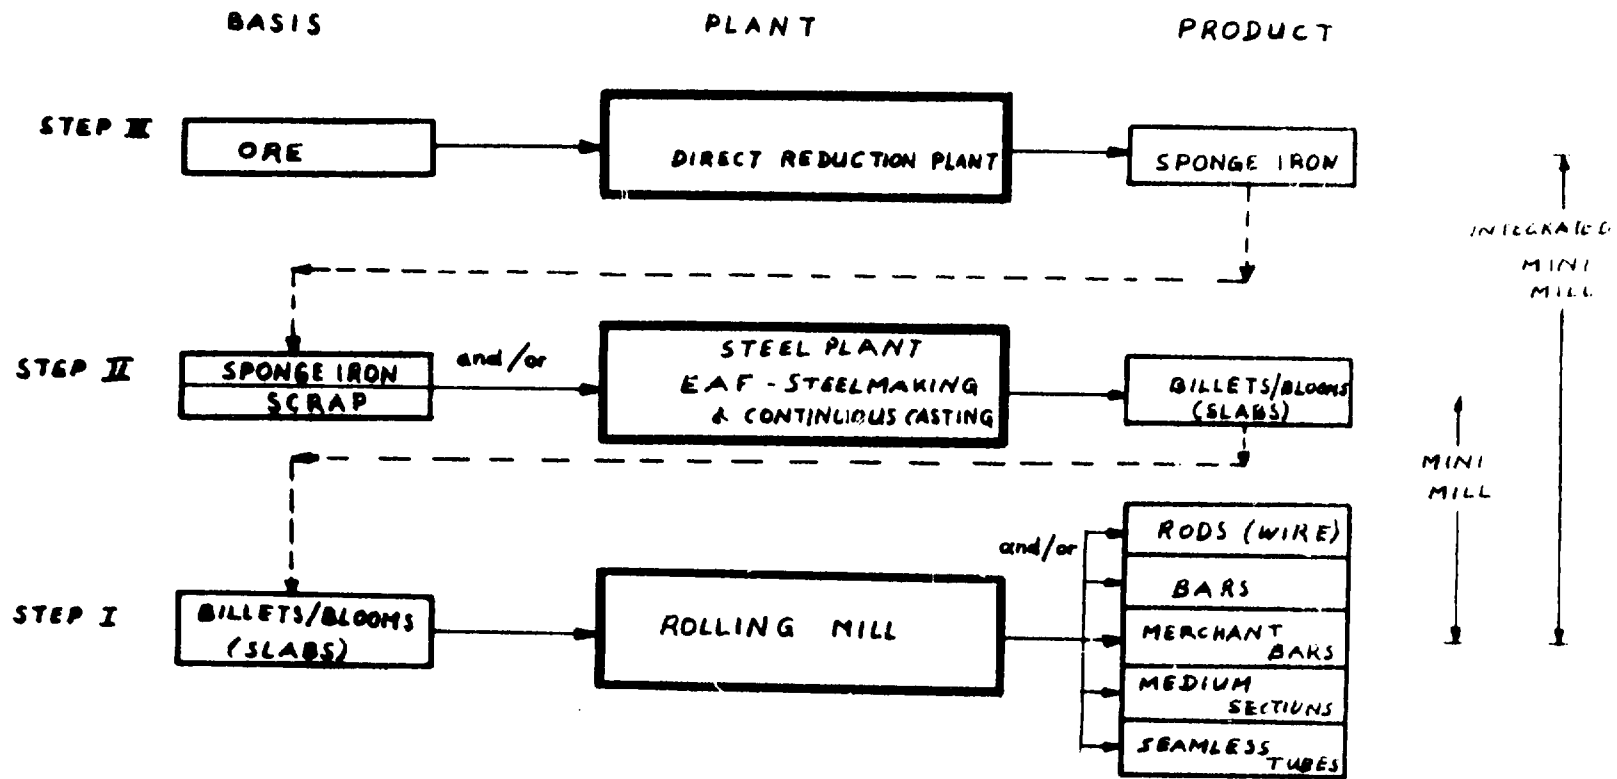 BASIS PLANT PRODUCT
STEP III
ORE
DIRECT REDUCTION PLANT
SPONGE IRON
INTEGRATED
MINI
MILL
STEP II
SPONGE IRON
SCRAP
and/or
STEEL PLANT
EAF - STEELMAKING
& CONTINUOUS CASTING
BILLETS/BLOOMS
(SLABS)
MINI
MILL
STEP I
BILLETS/BLOOMS
(SLABS)
ROLLING MILL
and/or
RODS (WIRE)
BARS
MERCHANT
BARS
MEDIUM
SECTIONS
SEAMLESS
TUBES